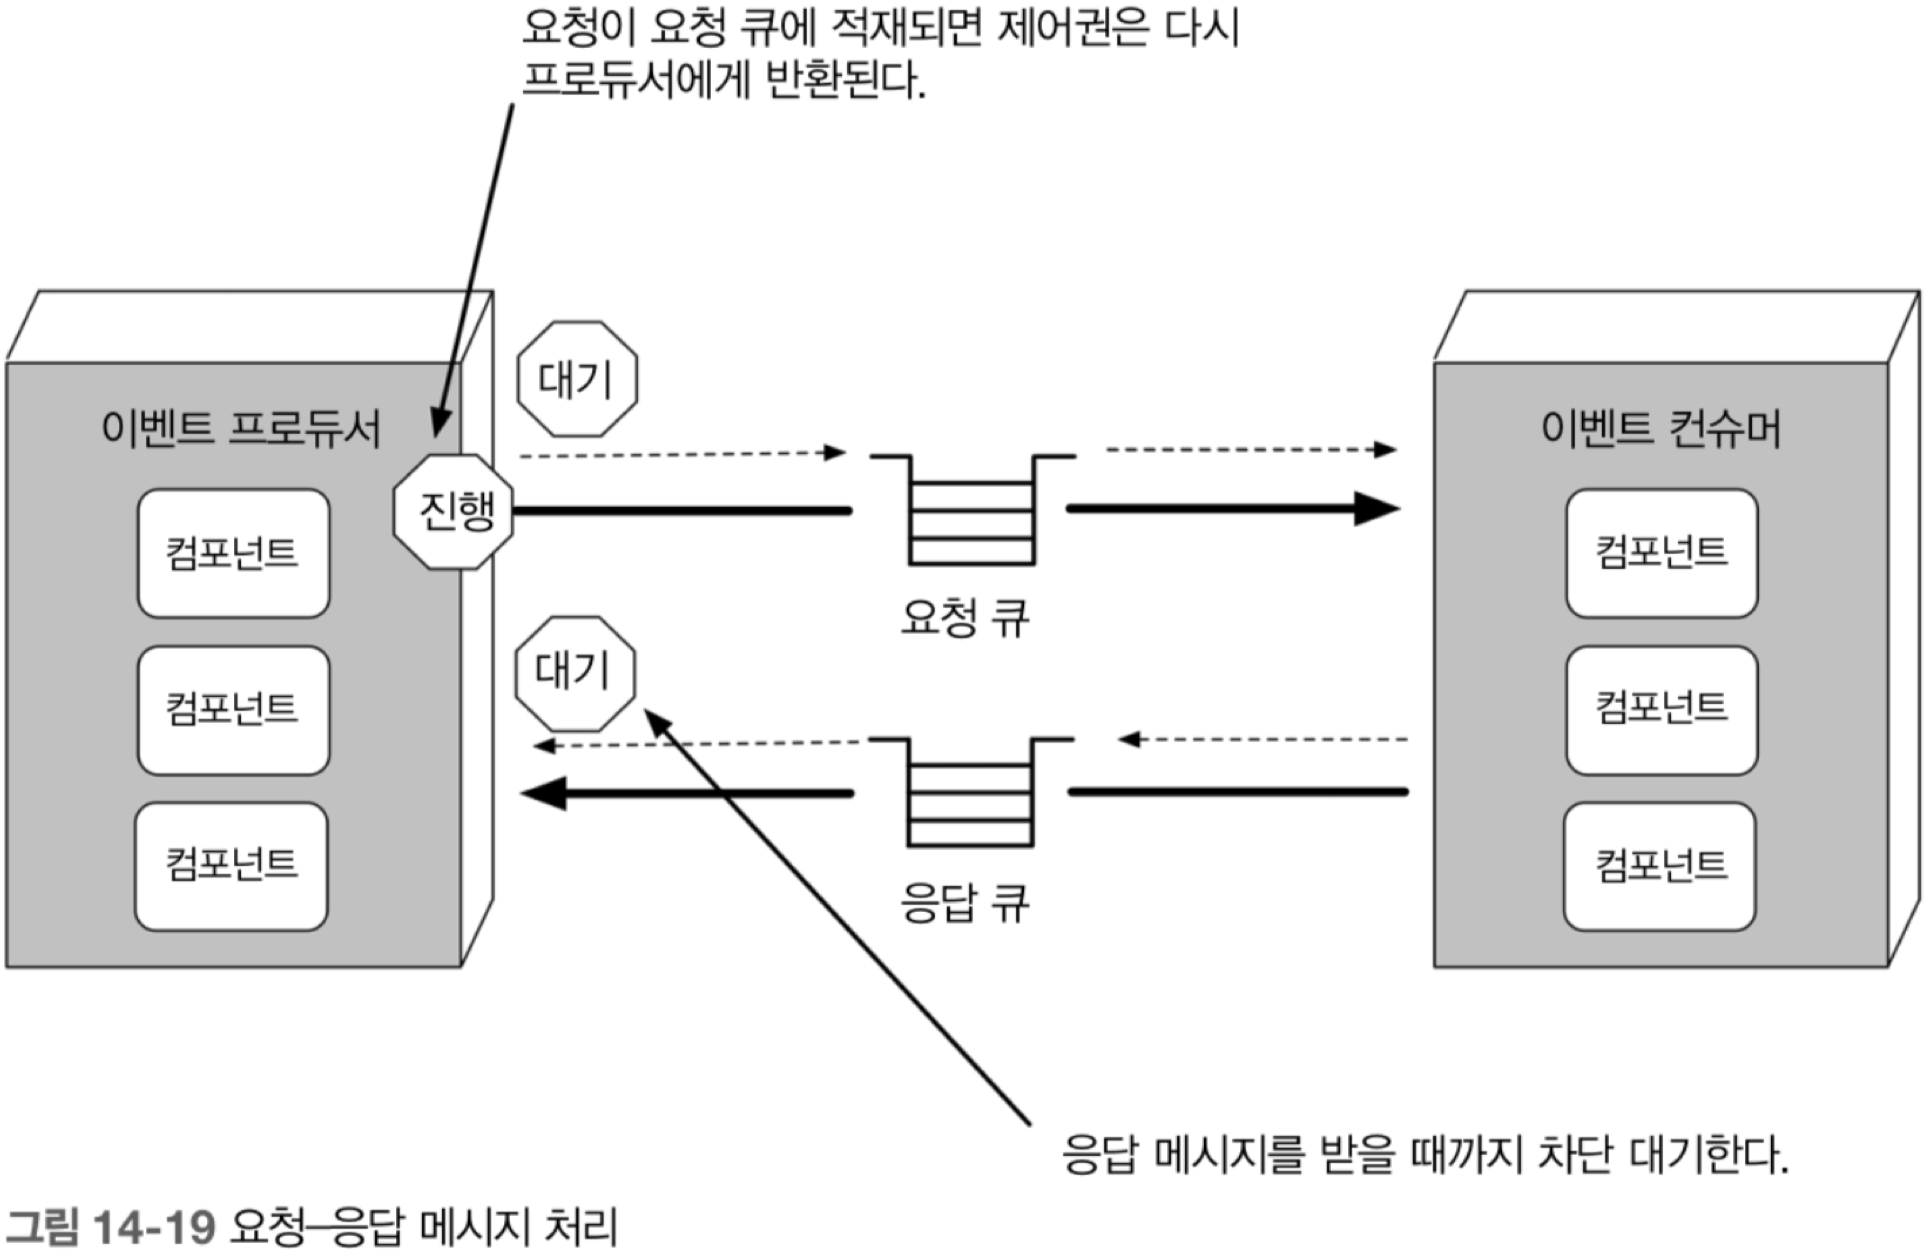 요청이 요청 큐에 적재되면 제어권은 다시
프로듀서에게 반환된다.
대기
이벤트 프로듀서
이벤트 컨슈머
진행
컴포넌트
컴포넌트
요청 큐
대기
컴포넌트
컴포넌트
컴포넌트
컴포넌트
응답 큐
응답 메시지를 받을 때까지 차단 대기한다.
그림 14-19 요청–응답 메시지 처리